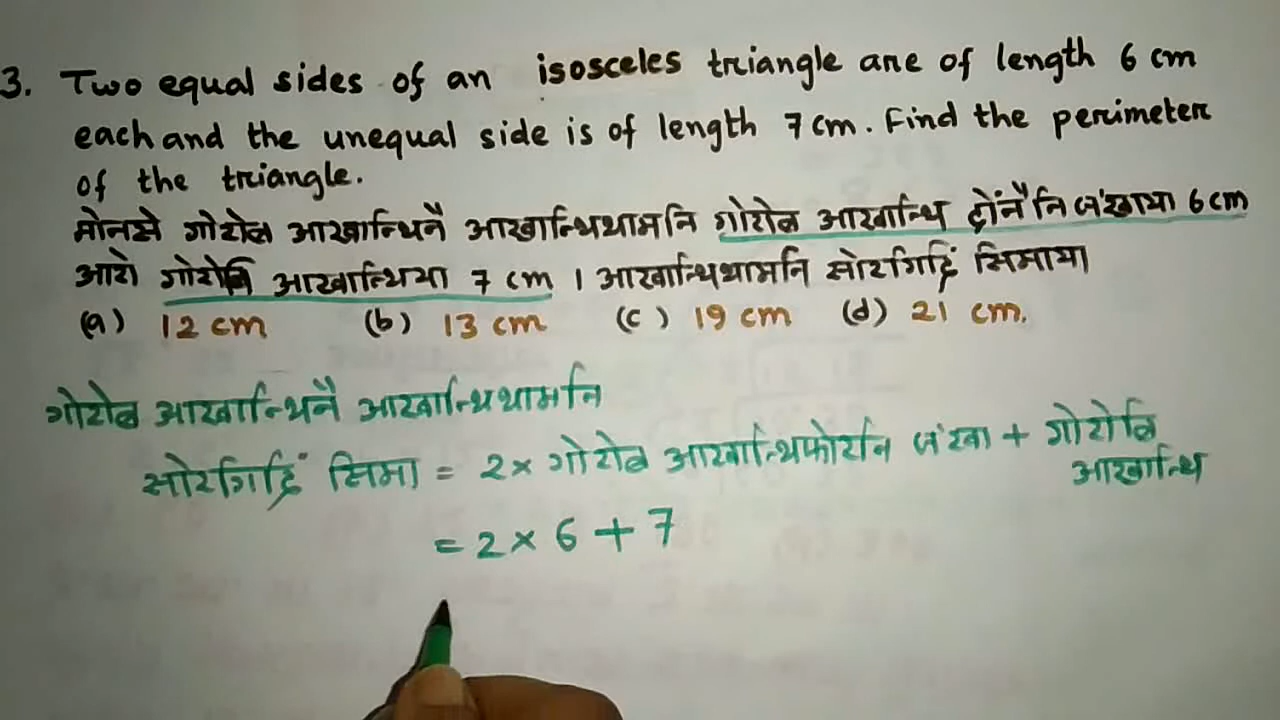 3. Two equal sides of an isosceles triangle are of length 6 cm
each and the unequal side is of length 7 cm. Find the perimeter
of the triangle.
मोनसे गोरोब आखान्थिनै आखान्थिथामनि गोरोब आखान्थि दोंनैनि जंखाया 6 cm
आरो गोरोबि आखान्थिया 7 cm । आखान्थिथामनि सोरगिदिं सिमाया
(a) 12 cm (b) 13 cm (c) 19 cm (d) 21 cm.
गोरोब आखान्थिनै आखान्थिथामनि
सोरगिदिं सिमा = 2 × गोरोब आखान्थिफोरनि जंखा + गोरोबि
आखान्थि
= 2 × 6 + 7